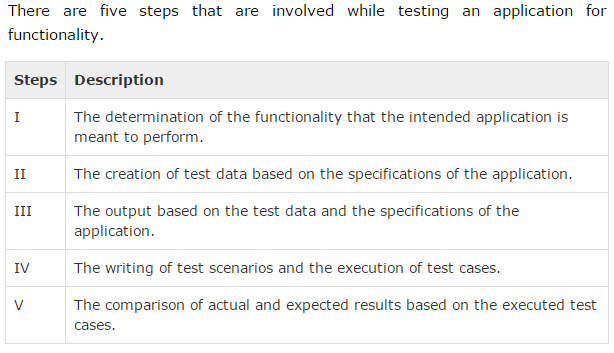 There are five steps that are involved while testing an application for
functionality.
Steps Description
I The determination of the functionality that the intended application is
meant to perform.
II The creation of test data based on the specifications of the application.
III The output based on the test data and the specifications of the
application.
IV The writing of test scenarios and the execution of test cases.
V The comparison of actual and expected results based on the executed test
cases.